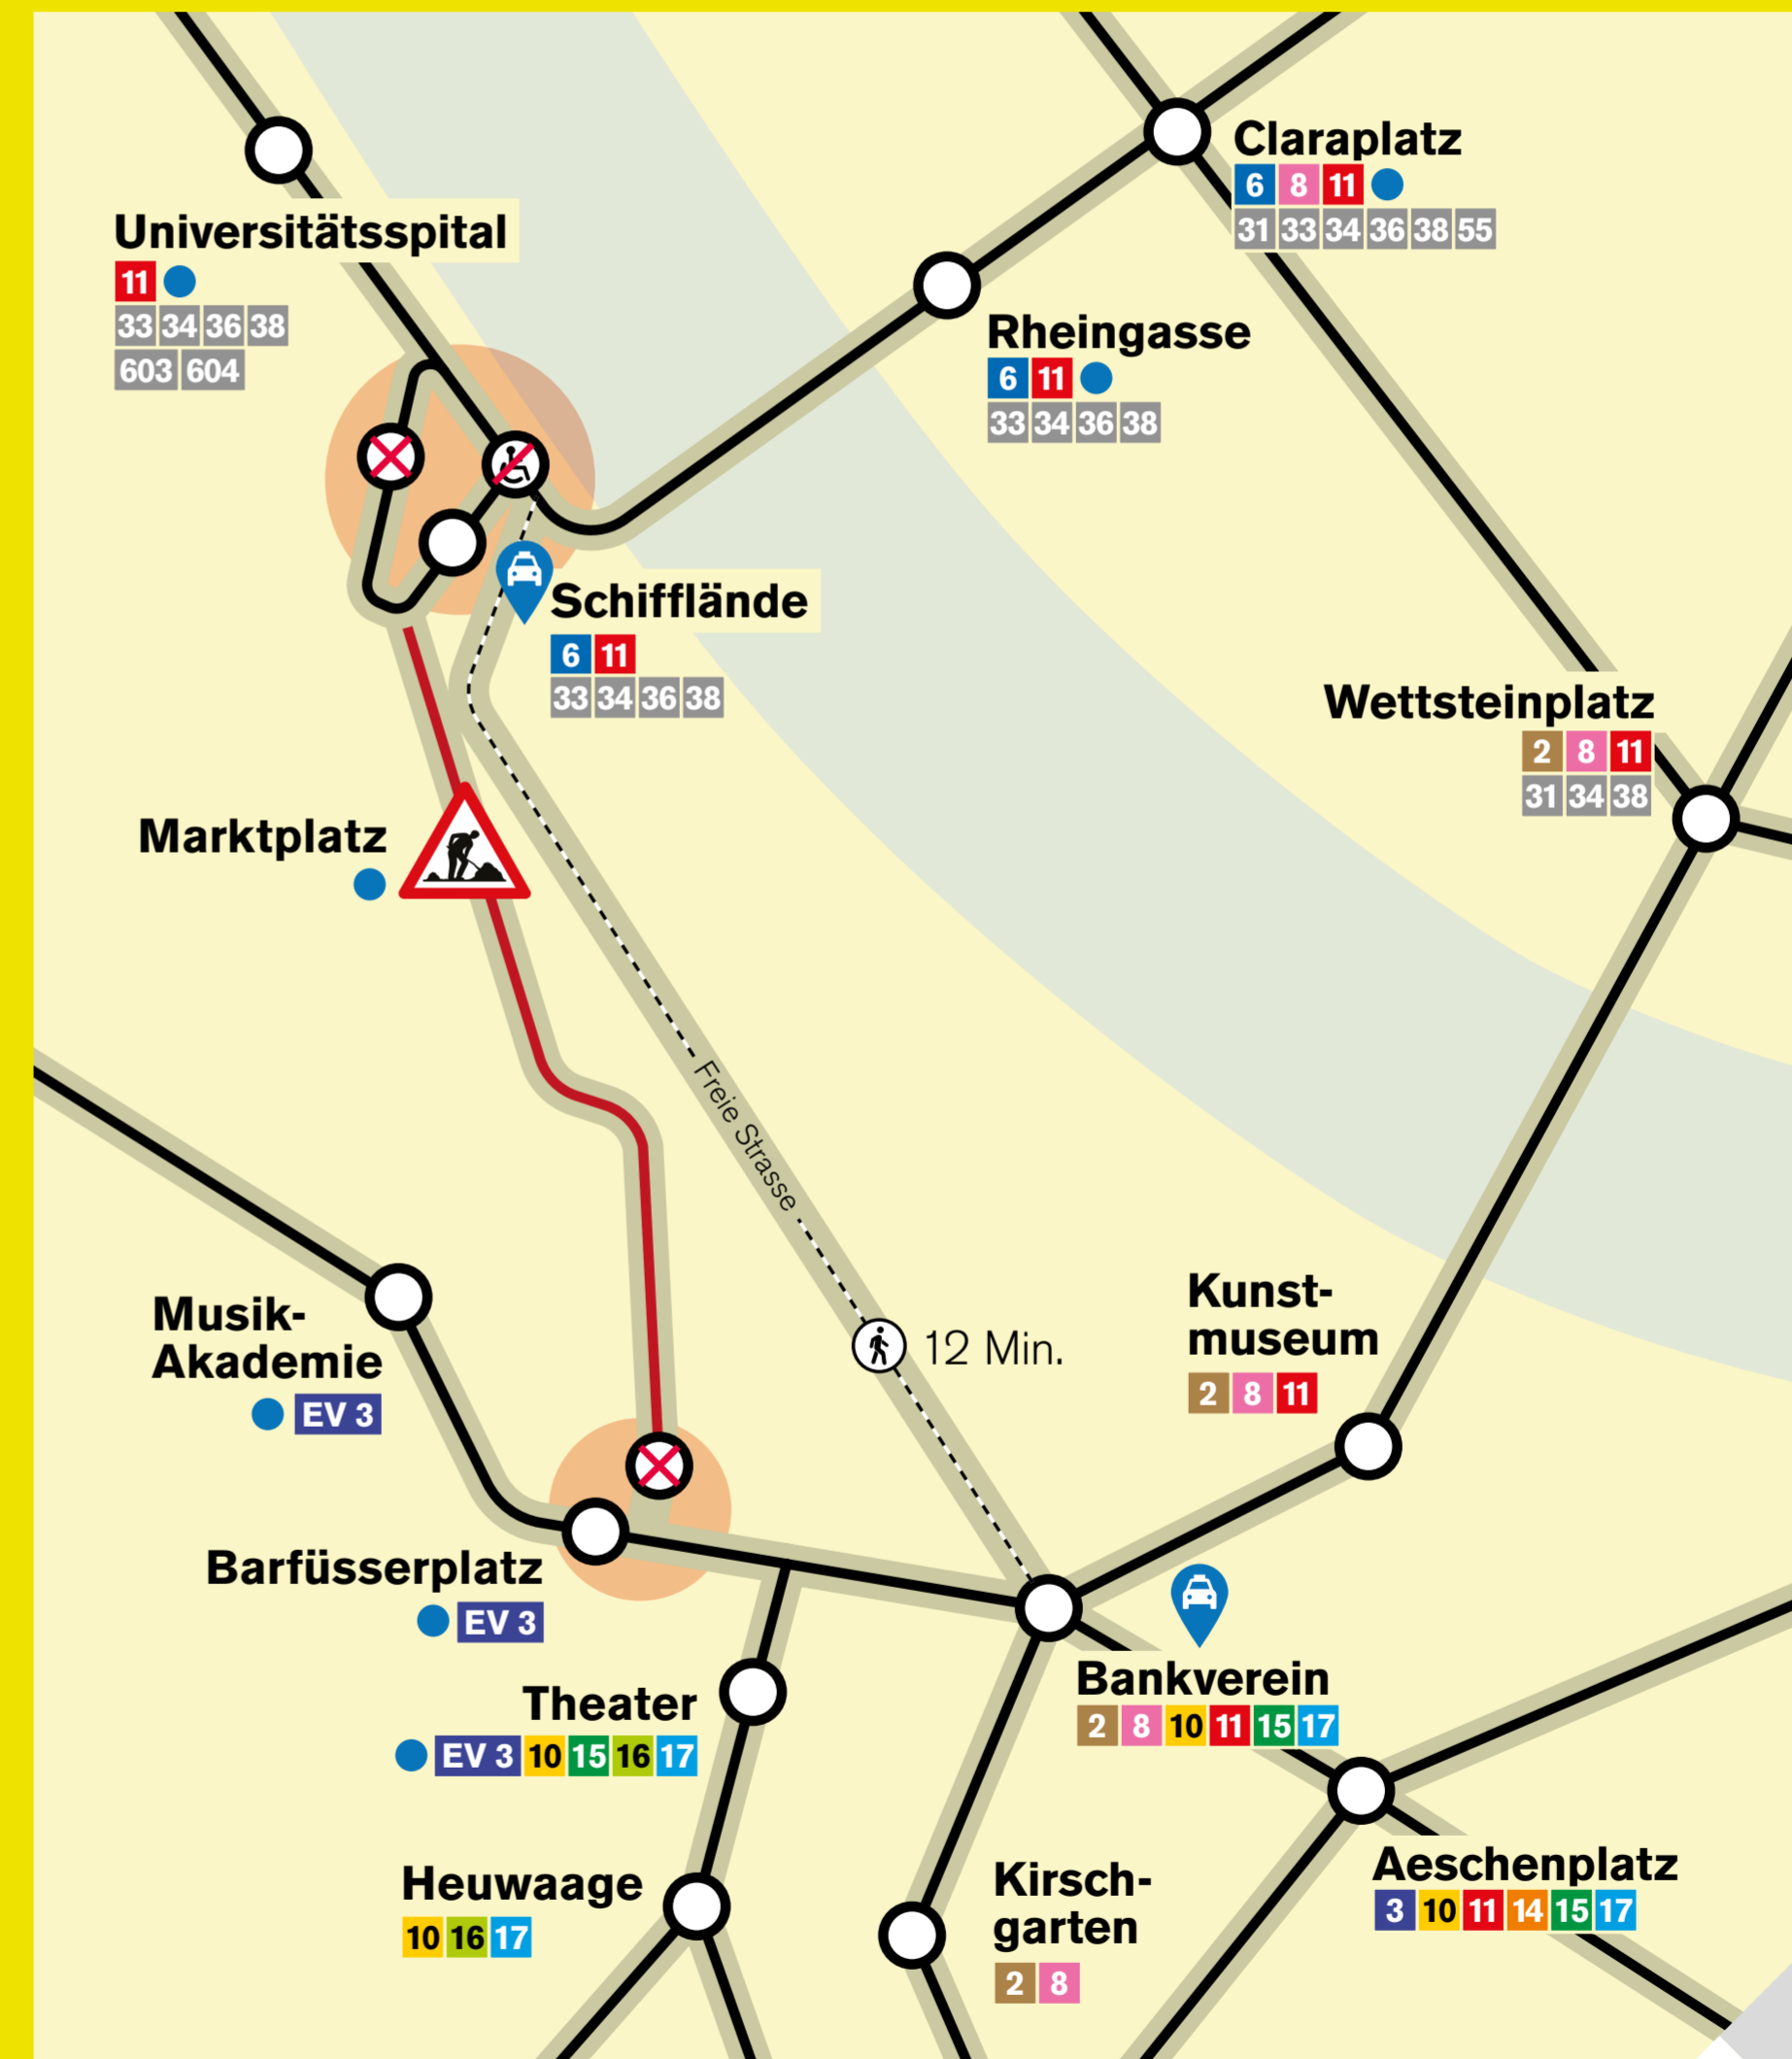 Claraplatz
6 8 11
31 33 34 36 38 55
Universitätsspital
11
33 34 36 38
603 604
Rheingasse
6 11
33 34 36 38
Schifflände
6 11
33 34 36 38
Wettsteinplatz
2 8 11
31 34 38
Marktplatz
Freie Strasse
12 Min.
Musik-
Akademie
EV 3
Kunst-
museum
2 8 11
Barfüsserplatz
EV 3
Bankverein
2 8 10 11 15 17
Theater
EV 3 10 15 16 17
Heuwaage
10 16 17
Kirsch-
garten
2 8
Aeschenplatz
3 10 11 14 15 17